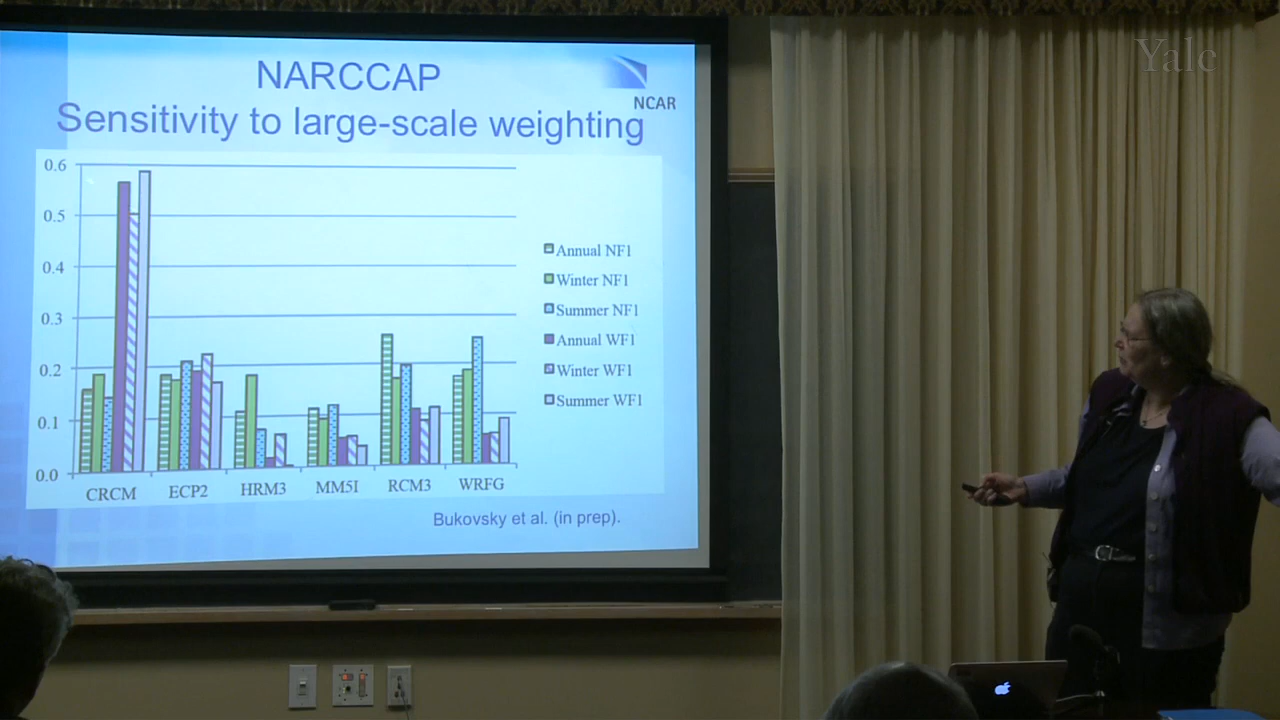 Yale
NARCCAP
NCAR
Sensitivity to large-scale weighting
0.6
0.5
0.4
0.3
0.2
0.1
0.0
CRCM
ECP2
HRM3
MM5I
RCM3
WRFG
Annual NF1
Winter NF1
Summer NF1
Annual WF1
Winter WF1
Summer WF1
Bukovsky et al. (in prep).